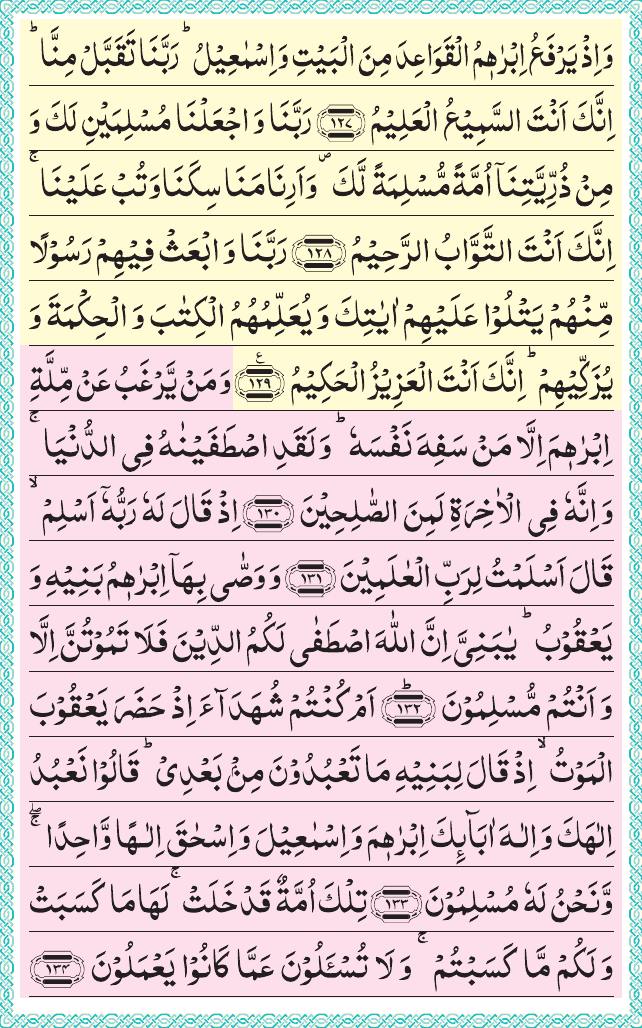 وَاِذْ يَرْفَعُ اِبْرٰهٖمُ الْقَوَاعِدَ مِنَ الْبَيْتِ وَاِسْمٰعِيْلُ ؕ رَبَّنَا تَقَبَّلْ مِنَّا ؕ
اِنَّكَ اَنْتَ السَّمِيْعُ الْعَلِيْمُ ﴿۱۲۷﴾ رَبَّنَا وَ اجْعَلْنَا مُسْلِمَيْنِ لَكَ وَ
مِنْ ذُرِّيَّتِنَاۤ اُمَّةً مُّسْلِمَةً لَّكَ ۪ وَاَرِنَا مَنَاسِكَنَا وَتُبْ عَلَيْنَا ۚ
اِنَّكَ اَنْتَ التَّوَّابُ الرَّحِيْمُ ﴿۱۲۸﴾ رَبَّنَا وَ ابْعَثْ فِيْهِمْ رَسُوْلًا
مِّنْهُمْ يَتْلُوْا عَلَيْهِمْ اٰيٰتِكَ وَ يُعَلِّمُهُمُ الْكِتٰبَ وَ الْحِكْمَةَ وَ
يُزَكِّيْهِمْ ؕ اِنَّكَ اَنْتَ الْعَزِيْزُ الْحَكِيْمُ ﴿۱۲۹﴾ ع وَ مَنْ يَّرْغَبُ عَنْ مِّلَّةِ
اِبْرٰهٖمَ اِلَّا مَنْ سَفِهَ نَفْسَهٗ ؕ وَ لَقَدِ اصْطَفَيْنٰهُ فِى الدُّنْيَا ۚ
وَ اِنَّهٗ فِى الْاٰخِرَةِ لَمِنَ الصّٰلِحِيْنَ ﴿۱۳۰﴾ اِذْ قَالَ لَهٗ رَبُّهٗۤ اَسْلِمْ ۙ
قَالَ اَسْلَمْتُ لِرَبِّ الْعٰلَمِيْنَ ﴿۱۳۱﴾ وَ وَصّٰى بِهَاۤ اِبْرٰهٖمُ بَنِيْهِ وَ
يَعْقُوْبُ ؕ يٰبَنِىَّ اِنَّ اللّٰهَ اصْطَفٰى لَكُمُ الدِّيْنَ فَلَا تَمُوْتُنَّ اِلَّا
وَ اَنْتُمْ مُّسْلِمُوْنَ ؕ﴿۱۳۲﴾ اَمْ كُنْتُمْ شُهَدَآءَ اِذْ حَضَرَ يَعْقُوْبَ
الْمَوْتُ ۙ اِذْ قَالَ لِبَنِيْهِ مَا تَعْبُدُوْنَ مِنْۢ بَعْدِىْ ؕ قَالُوْا نَعْبُدُ
اِلٰهَكَ وَ اِلٰهَ اٰبَآئِكَ اِبْرٰهٖمَ وَ اِسْمٰعِيْلَ وَ اِسْحٰقَ اِلٰهًا وَّاحِدًا ۖۚ
وَّ نَحْنُ لَهٗ مُسْلِمُوْنَ ﴿۱۳۳﴾ تِلْكَ اُمَّةٌ قَدْ خَلَتْ ۚ لَهَا مَا كَسَبَتْ
وَ لَكُمْ مَّا كَسَبْتُمْ ۚ وَ لَا تُسْـَٔلُوْنَ عَمَّا كَانُوْا يَعْمَلُوْنَ ﴿۱۳۴﴾